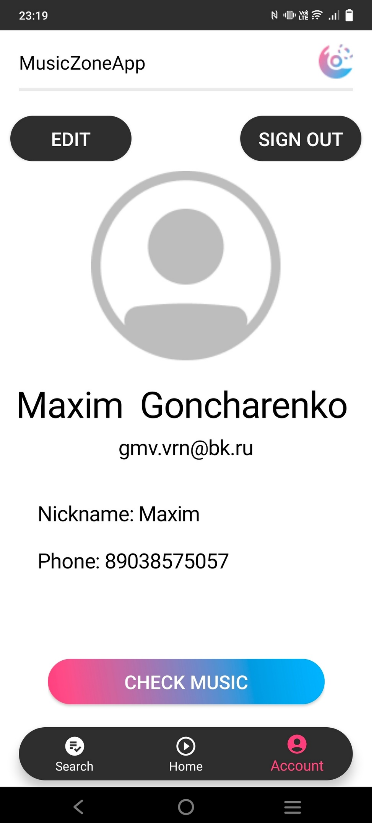 23:19
MusicZoneApp
EDIT
SIGN OUT
Maxim Goncharenko
gmv.vrn@bk.ru
Nickname: Maxim
Phone: 89038575057
CHECK MUSIC
Search
Home
Account